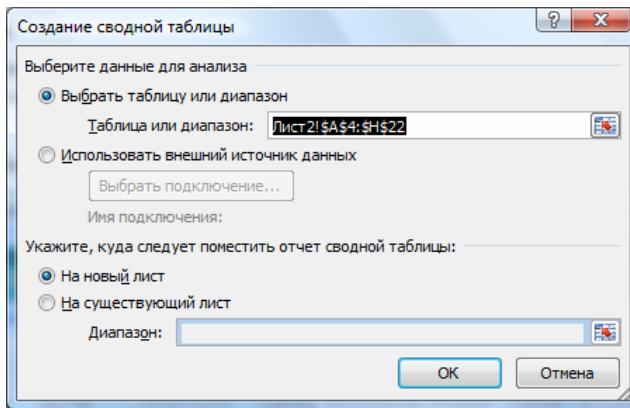 Создание сводной таблицы
Выберите данные для анализа
Выбрать таблицу или диапазон
Таблица или диапазон: Лист2!$A$4:$H$22
Использовать внешний источник данных
Выбрать подключение...
Имя подключения:
Укажите, куда следует поместить отчет сводной таблицы:
На новый лист
На существующий лист
Диапазон:
ОК Отмена